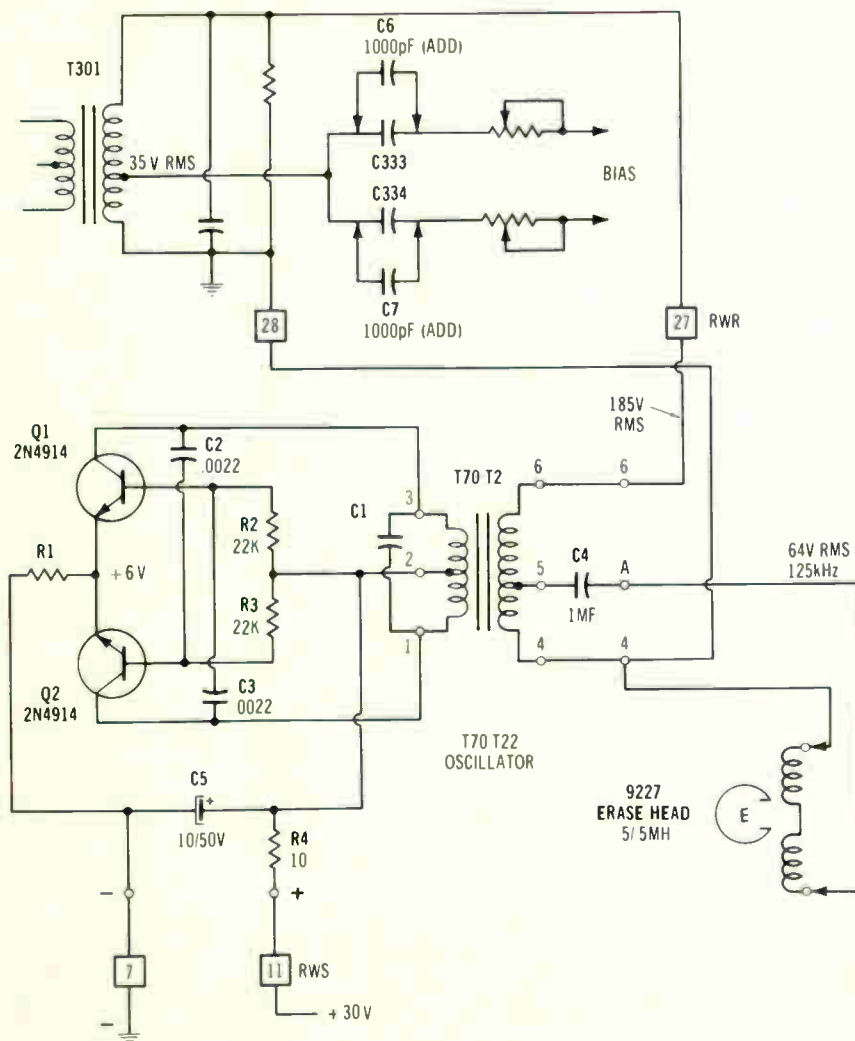 C6
1000pF (ADD)
T301
35V RMS
C333
BIAS
C334
C7
1000pF (ADD)
28
27
RWR
185V
RMS
Q1
2N4914
C2
.0022
T70 T2
6
6
3
C1
R2
22K
R1
+6V
2
5
C4
A
64V RMS
125kHz
1MF
R3
22K
1
4
4
Q2
2N4914
C3
.0022
T70 T22
OSCILLATOR
C5
+
10/50V
R4
10
9227
ERASE HEAD
5/5MH
E
-
+
7
11
RWS
-
+30V